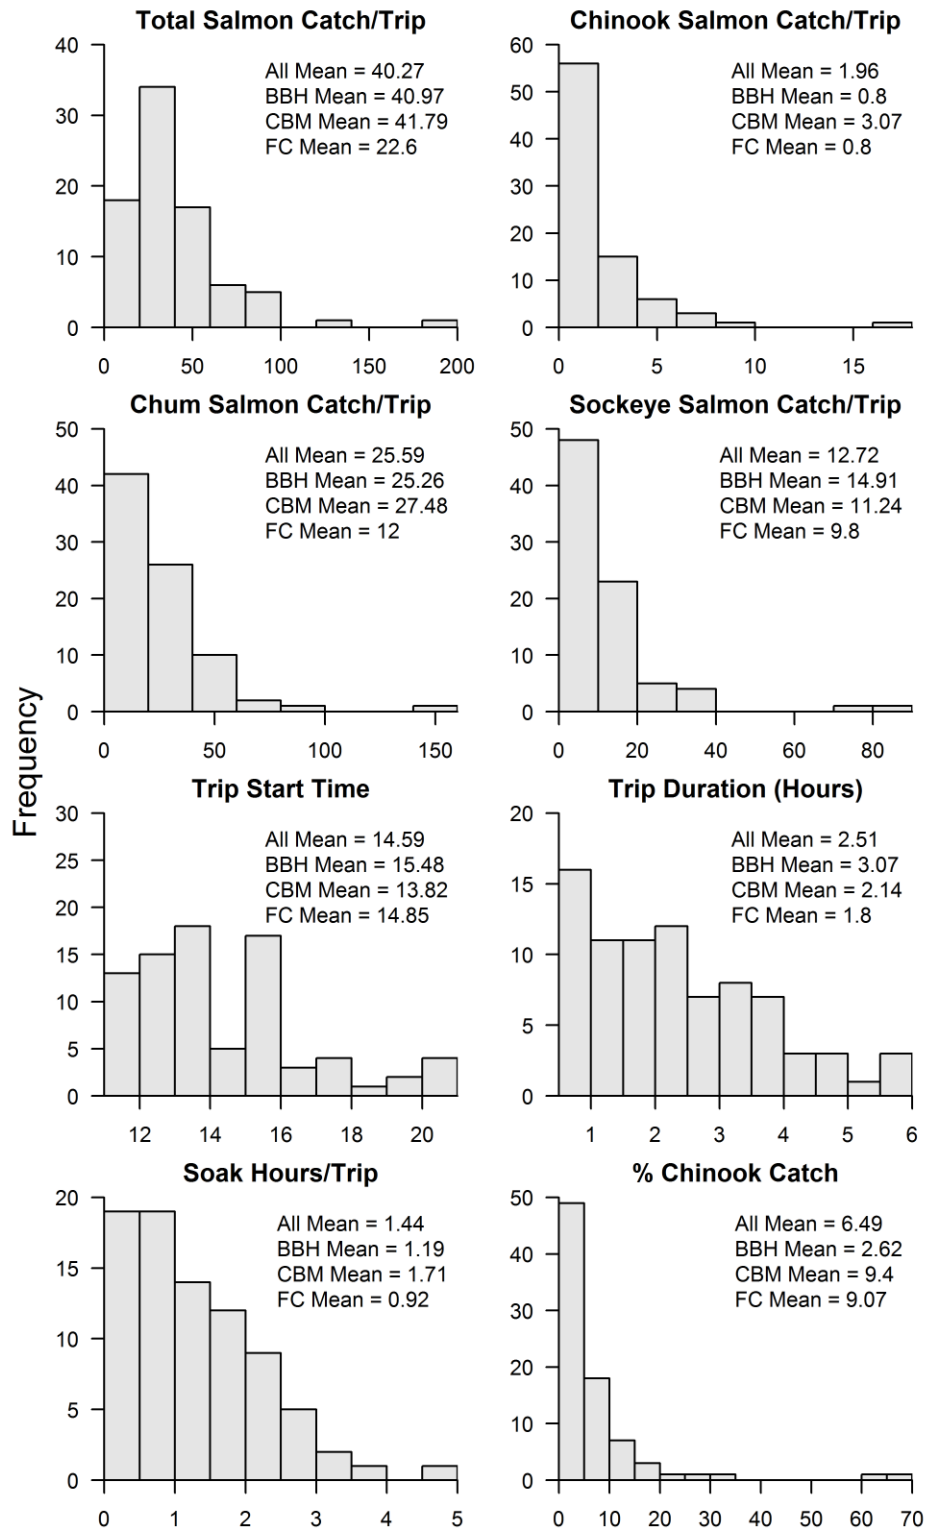 Total Salmon Catch/Trip
All Mean = 40.27
BBH Mean = 40.97
CBM Mean = 41.79
FC Mean = 22.6
40
30
20
10
0
0 50 100 150 200
Chinook Salmon Catch/Trip
All Mean = 1.96
BBH Mean = 0.8
CBM Mean = 3.07
FC Mean = 0.8
60
50
40
30
20
10
0
0 5 10 15
Chum Salmon Catch/Trip
All Mean = 25.59
BBH Mean = 25.26
CBM Mean = 27.48
FC Mean = 12
50
40
30
20
10
0
0 50 100 150
Sockeye Salmon Catch/Trip
All Mean = 12.72
BBH Mean = 14.91
CBM Mean = 11.24
FC Mean = 9.8
50
40
30
20
10
0
0 20 40 60 80
Frequency
Trip Start Time
All Mean = 14.59
BBH Mean = 15.48
CBM Mean = 13.82
FC Mean = 14.85
30
25
20
15
10
5
0
12 14 16 18 20
Trip Duration (Hours)
All Mean = 2.51
BBH Mean = 3.07
CBM Mean = 2.14
FC Mean = 1.8
20
15
10
5
0
1 2 3 4 5 6
Soak Hours/Trip
All Mean = 1.44
BBH Mean = 1.19
CBM Mean = 1.71
FC Mean = 0.92
20
15
10
5
0
0 1 2 3 4 5
% Chinook Catch
All Mean = 6.49
BBH Mean = 2.62
CBM Mean = 9.4
FC Mean = 9.07
50
40
30
20
10
0
0 10 20 30 40 50 60 70